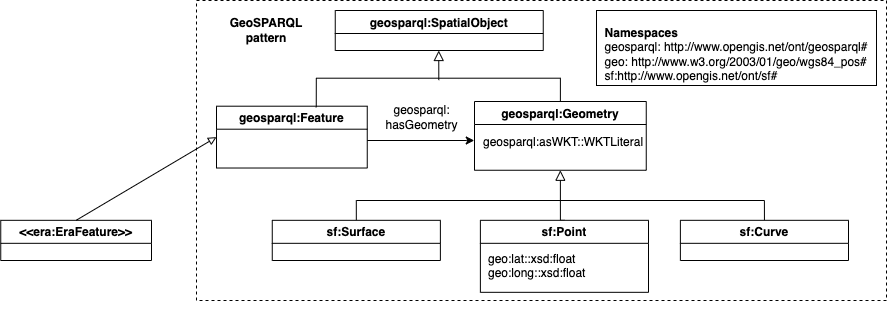 GeoSPARQL
pattern
geosparql:SpatialObject
Namespaces
geosparql: http://www.opengis.net/ont/geosparql#
geo: http://www.w3.org/2003/01/geo/wgs84_pos#
sf:http://www.opengis.net/ont/sf#
geosparql:Feature
geosparql:
hasGeometry
geosparql:Geometry
geosparql:asWKT::WKTLiteral
<<era:EraFeature>>
sf:Surface
sf:Point
geo:lat::xsd:float
geo:long::xsd:float
sf:Curve